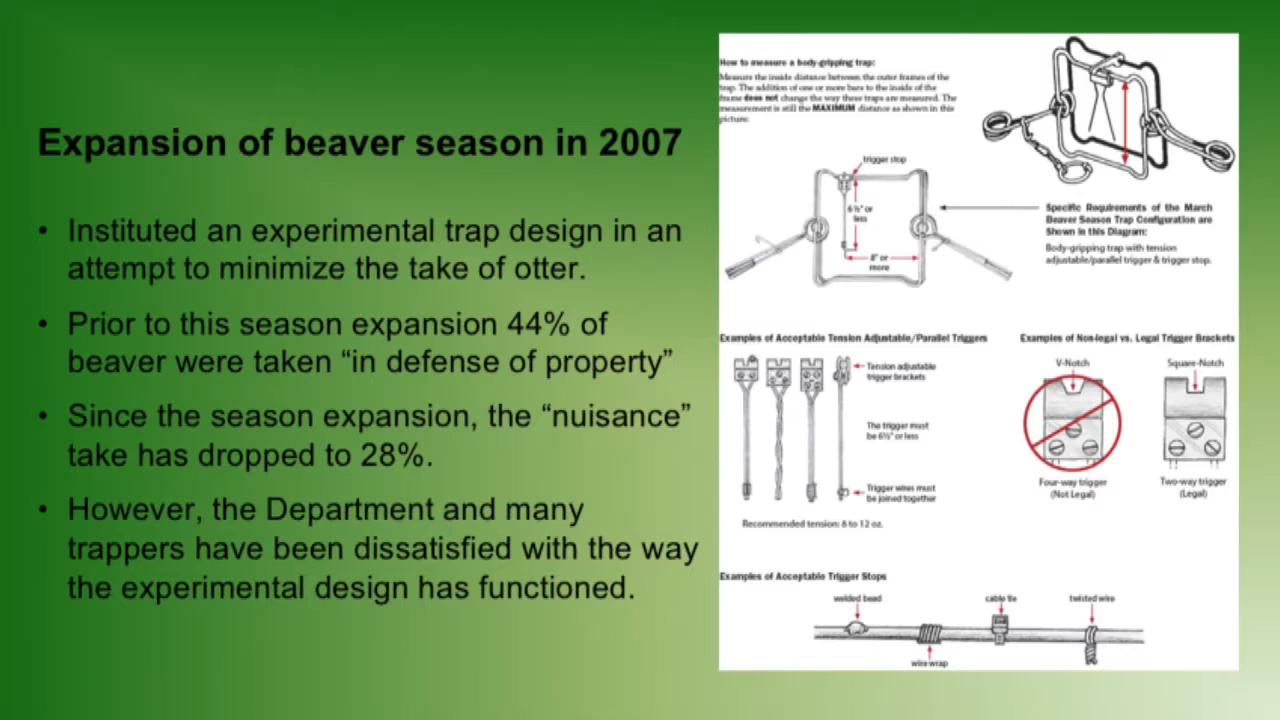 Expansion of beaver season in 2007
• Instituted an experimental trap design in an
attempt to minimize the take of otter.
• Prior to this season expansion 44% of
beaver were taken “in defense of property”
• Since the season expansion, the “nuisance”
take has dropped to 28%.
• However, the Department and many
trappers have been dissatisfied with the way
the experimental design has functioned.
How to measure a body-gripping trap:
Measure the inside distance between the outer frames of the
trap. The addition of one or more bars to the inside of the
frame does not change the way these traps are measured. The
measurement is still the MAXIMUM distance as shown in this
picture:
trigger stop
6 ½" or
less
8" or
more
Specific Requirements of the March
Beaver Season Trap Configuration are
Shown in this Diagram:
Body-gripping trap with tension
adjustable/parallel trigger & trigger stop.
Examples of Acceptable Tension Adjustable/Parallel Triggers
Tension adjustable
trigger brackets
The trigger must
be 6½" or less
Trigger wires must
be joined together
Recommended tension: 8 to 12 oz.
Examples of Non-legal vs. Legal Trigger Brackets
V-Notch
Square-Notch
Four-way trigger
(Not Legal)
Two-way trigger
(Legal)
Examples of Acceptable Trigger Stops
welded bead
cable tie
twisted wire
wire wrap